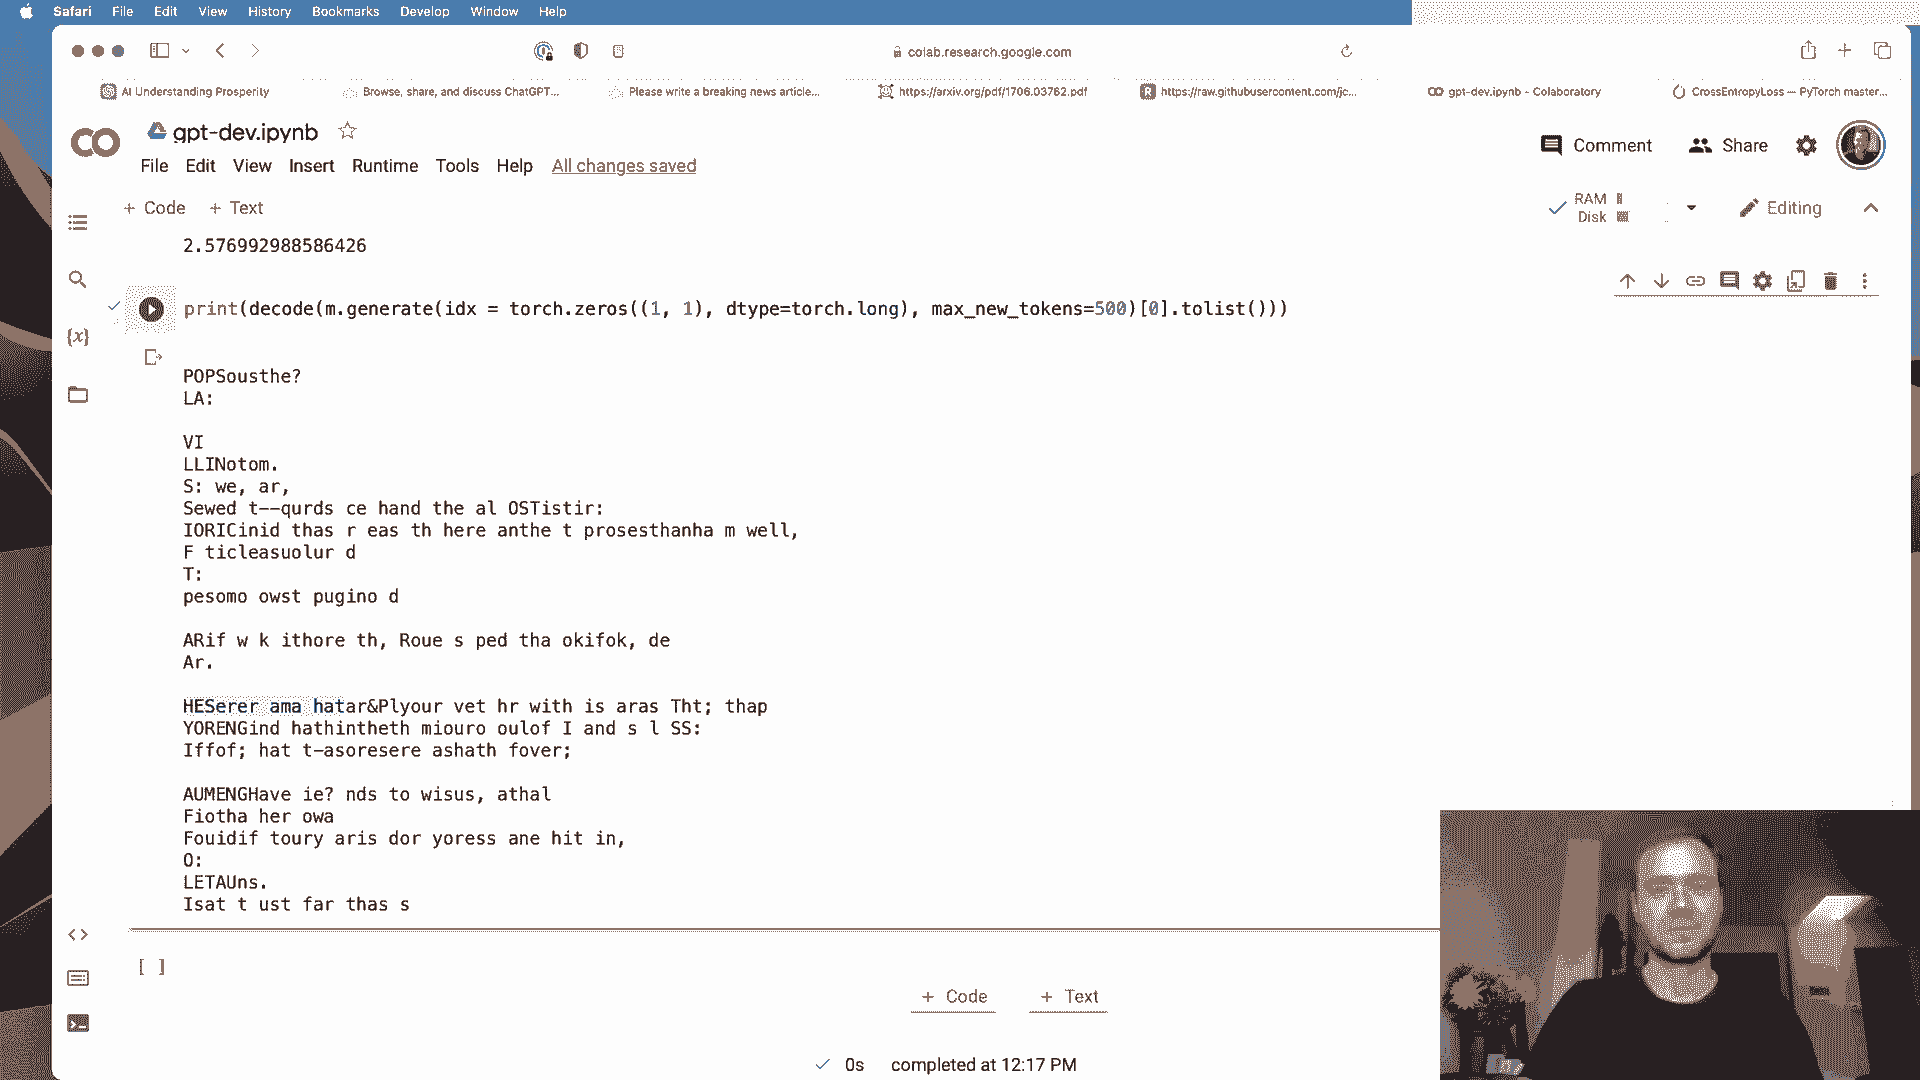 Safari File Edit View History Bookmarks Develop Window Help
colab.research.google.com
AI Understanding Prosperity Browse, share, and discuss ChatGPT... Please write a breaking news article... https://arxiv.org/pdf/1706.03762.pdf https://raw.githubusercontent.com/jc... gpt-dev.ipynb - Colaboratory CrossEntropyLoss — PyTorch master...
gpt-dev.ipynb
Comment Share
File Edit View Insert Runtime Tools Help All changes saved
+ Code + Text
RAM
Disk
Editing
2.576992988586426
print(decode(m.generate(idx = torch.zeros((1, 1), dtype=torch.long), max_new_tokens=500)[0].tolist()))
POPSousthe?
LA:
VI
LLINotom.
S: we, ar,
Sewed t--qurds ce hand the al OSTistir:
IORICinid thas r eas th here anthe t prosesthanha m well,
F ticleasuolur d
T:
pesomo owst pugino d
ARif w k ithore th, Roue s ped tha okifok, de
Ar.
HESerer ama hatar&Plyour vet hr with is aras Tht; thap
YORENGind hathintheth miouro oulof I and s l SS:
Iffof; hat t-asoresere ashath fover;
AUMENGHave ie? nds to wisus, athal
Fiotha her owa
Fouidif toury aris dor yoress ane hit in,
O:
LETAUns.
Isat t ust far thas s
[ ]
+ Code + Text
0s completed at 12:17 PM